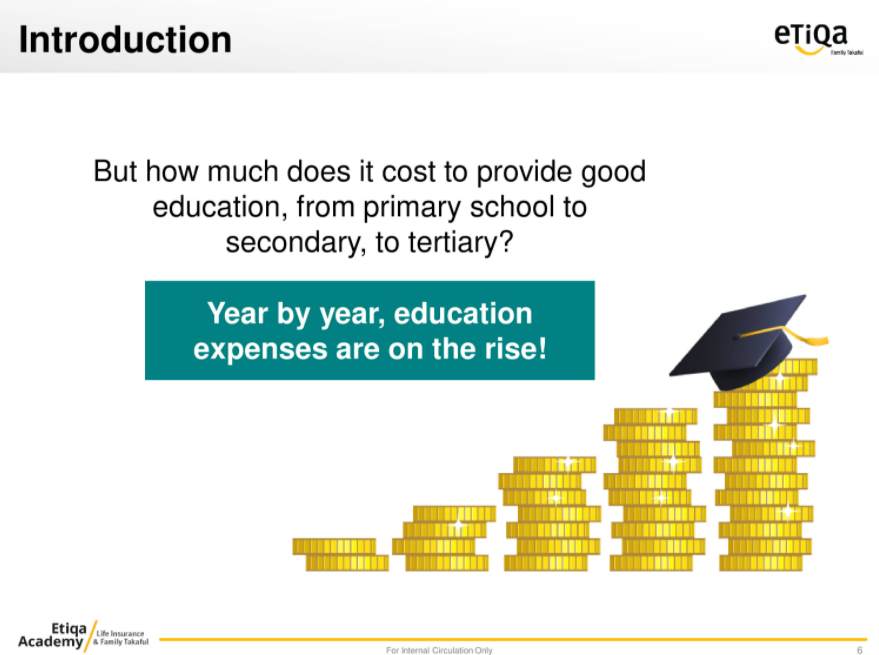 Introduction
eTiQa
Family Takaful
But how much does it cost to provide good
education, from primary school to
secondary, to tertiary?
Year by year, education
expenses are on the rise!
Etiqa
Academy
Life Insurance
& Family Takaful
For Internal Circulation Only
6